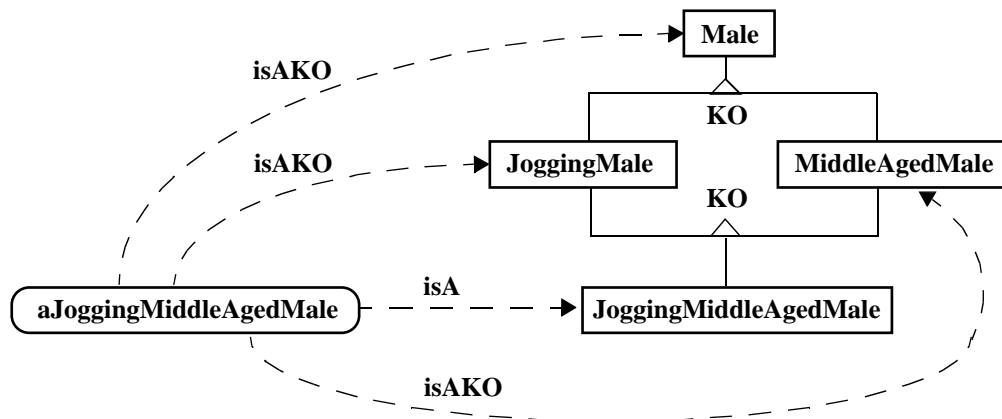 Male
isAKO
KO
isAKO
JoggingMale
MiddleAgedMale
KO
isA
aJoggingMiddleAgedMale
JoggingMiddleAgedMale
isAKO